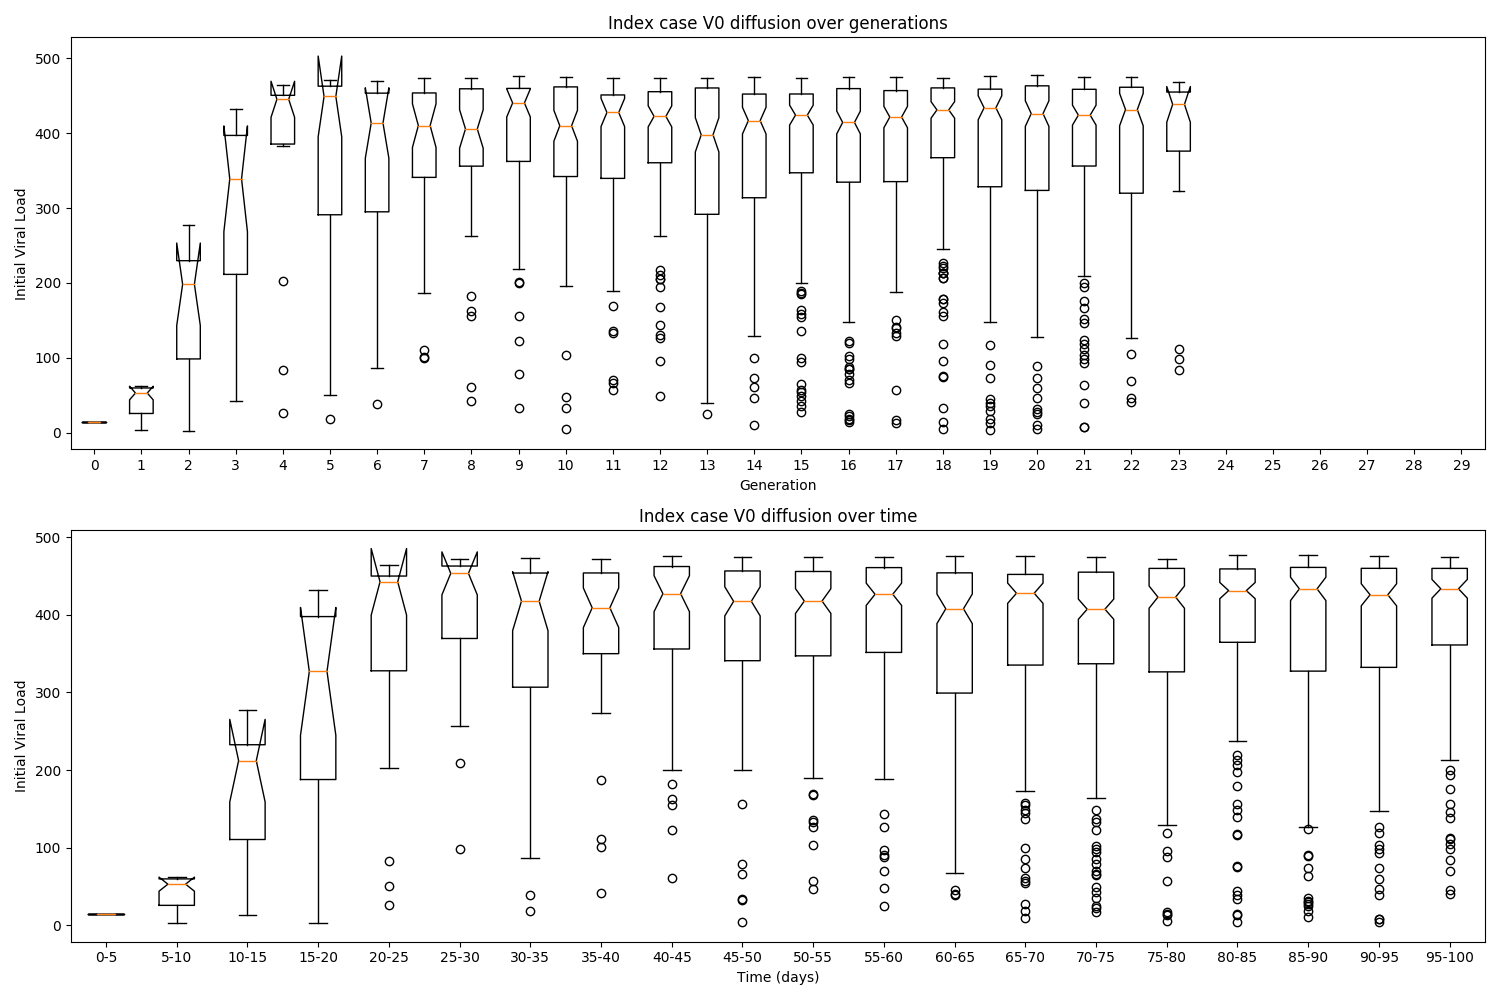 Index case V0 diffusion over generations
500
400
300
200
100
0
Initial Viral Load
0 1 2 3 4 5 6 7 8 9 10 11 12 13 14 15 16 17 18 19 20 21 22 23 24 25 26 27 28 29
Generation
Index case V0 diffusion over time
500
400
300
200
100
0
Initial Viral Load
0-5 5-10 10-15 15-20 20-25 25-30 30-35 35-40 40-45 45-50 50-55 55-60 60-65 65-70 70-75 75-80 80-85 85-90 90-95 95-100
Time (days)